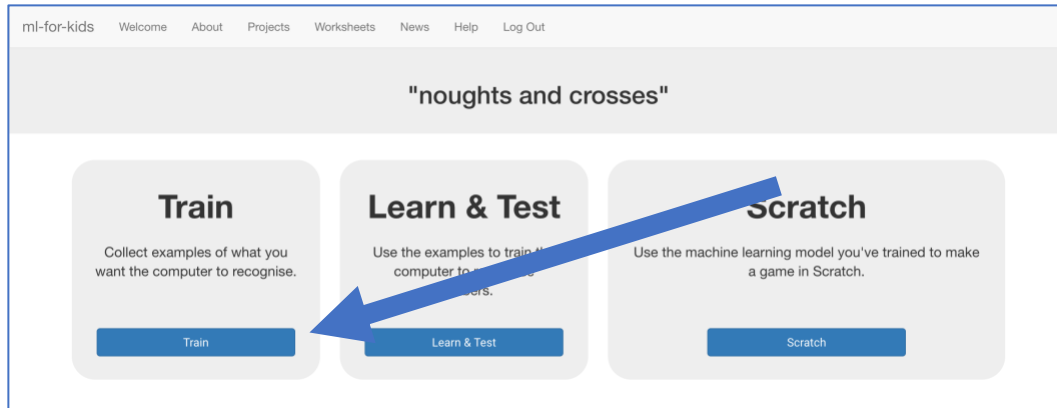 ml-for-kids Welcome About Projects Worksheets News Help Log Out
"noughts and crosses"
Train
Collect examples of what you
want the computer to recognise.
Train
Learn & Test
Use the examples to train
computer to
Learn & Test
Scratch
Use the machine learning model you've trained to make
a game in Scratch.
Scratch